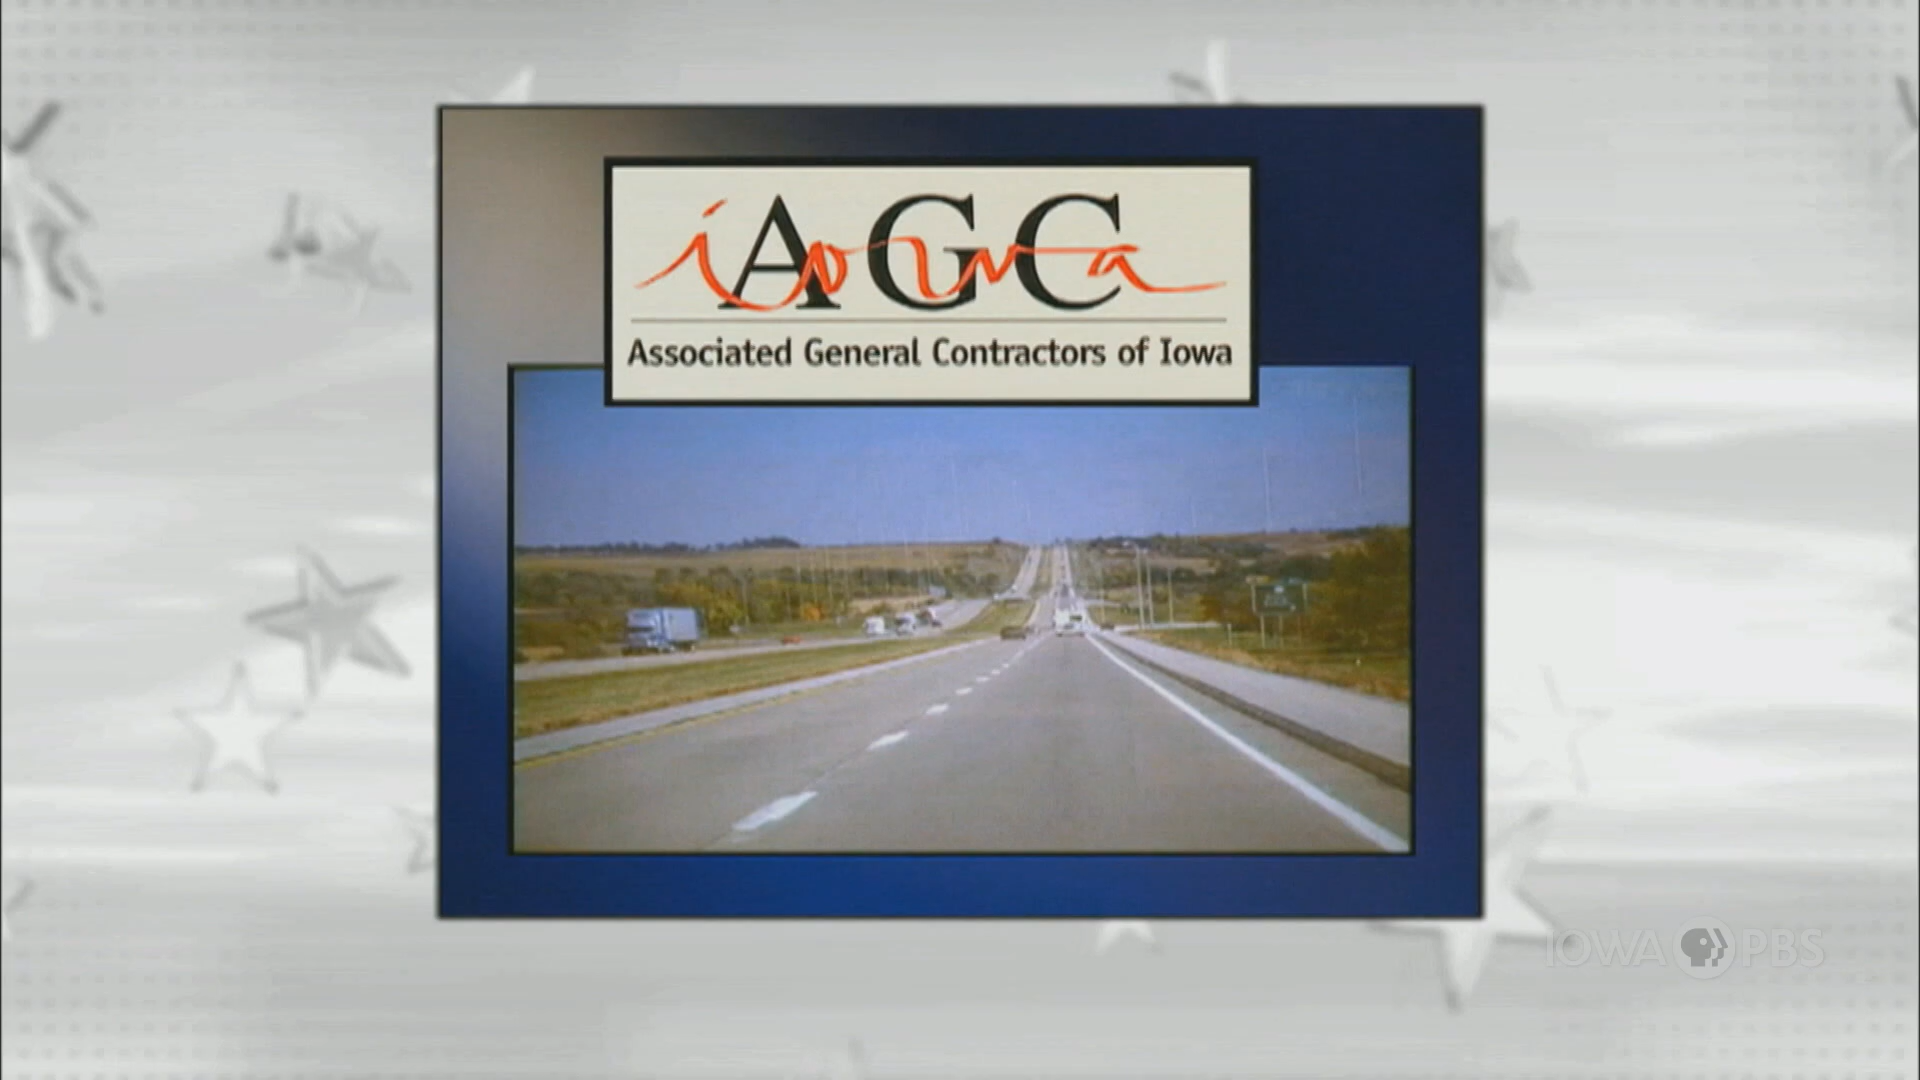 AGC
iowa
Associated General Contractors of Iowa
IOWA PBS